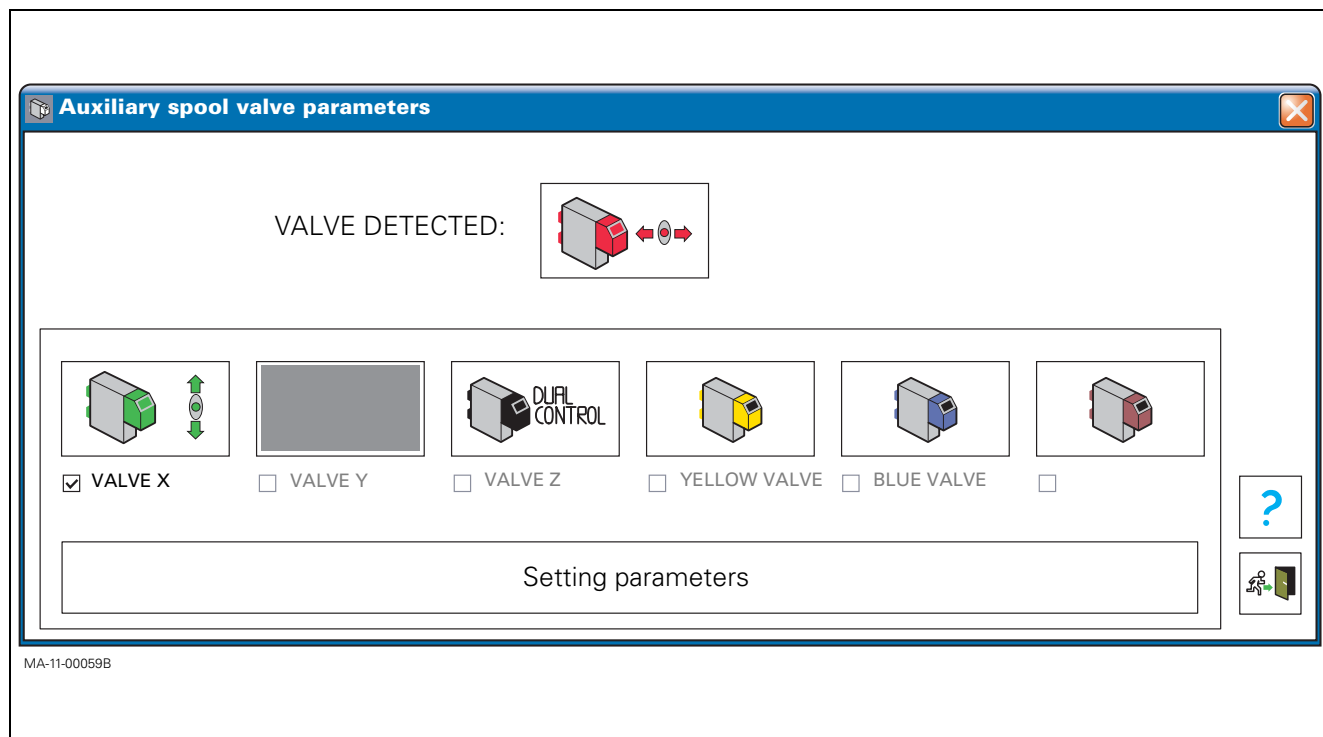 Auxiliary spool valve parameters
VALVE DETECTED:
DUAL
CONTROL
VALVE X
VALVE Y
VALVE Z
YELLOW VALVE
BLUE VALVE
?
Setting parameters
MA-11-00059B